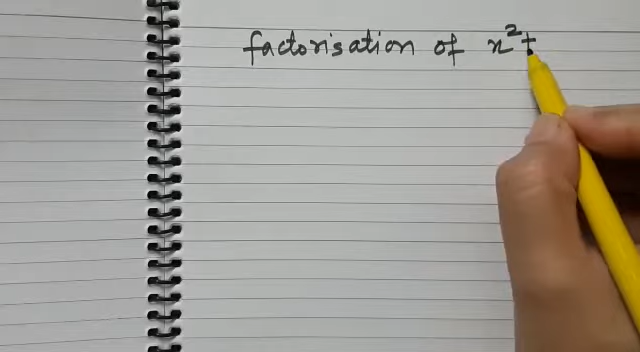 factorisation of x²+